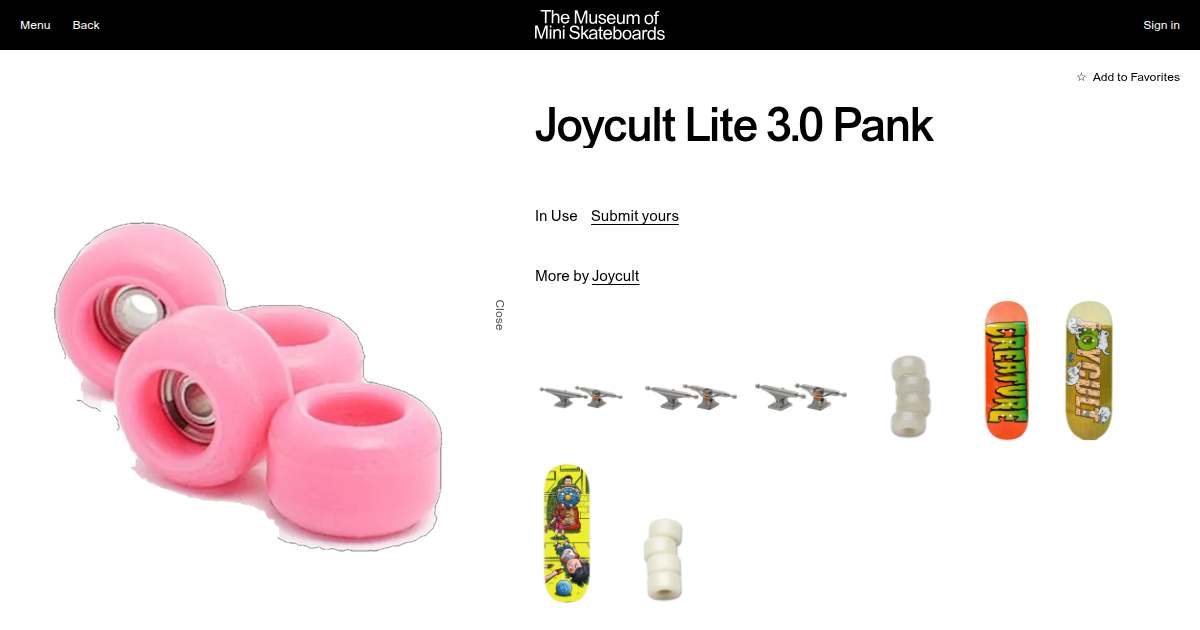 Menu
Back
The Museum of
Mini Skateboards
Sign in
☆ Add to Favorites
Joycult Lite 3.0 Pank
In Use
Submit yours
More by Joycult
Close
CREATURE
JOYCULT